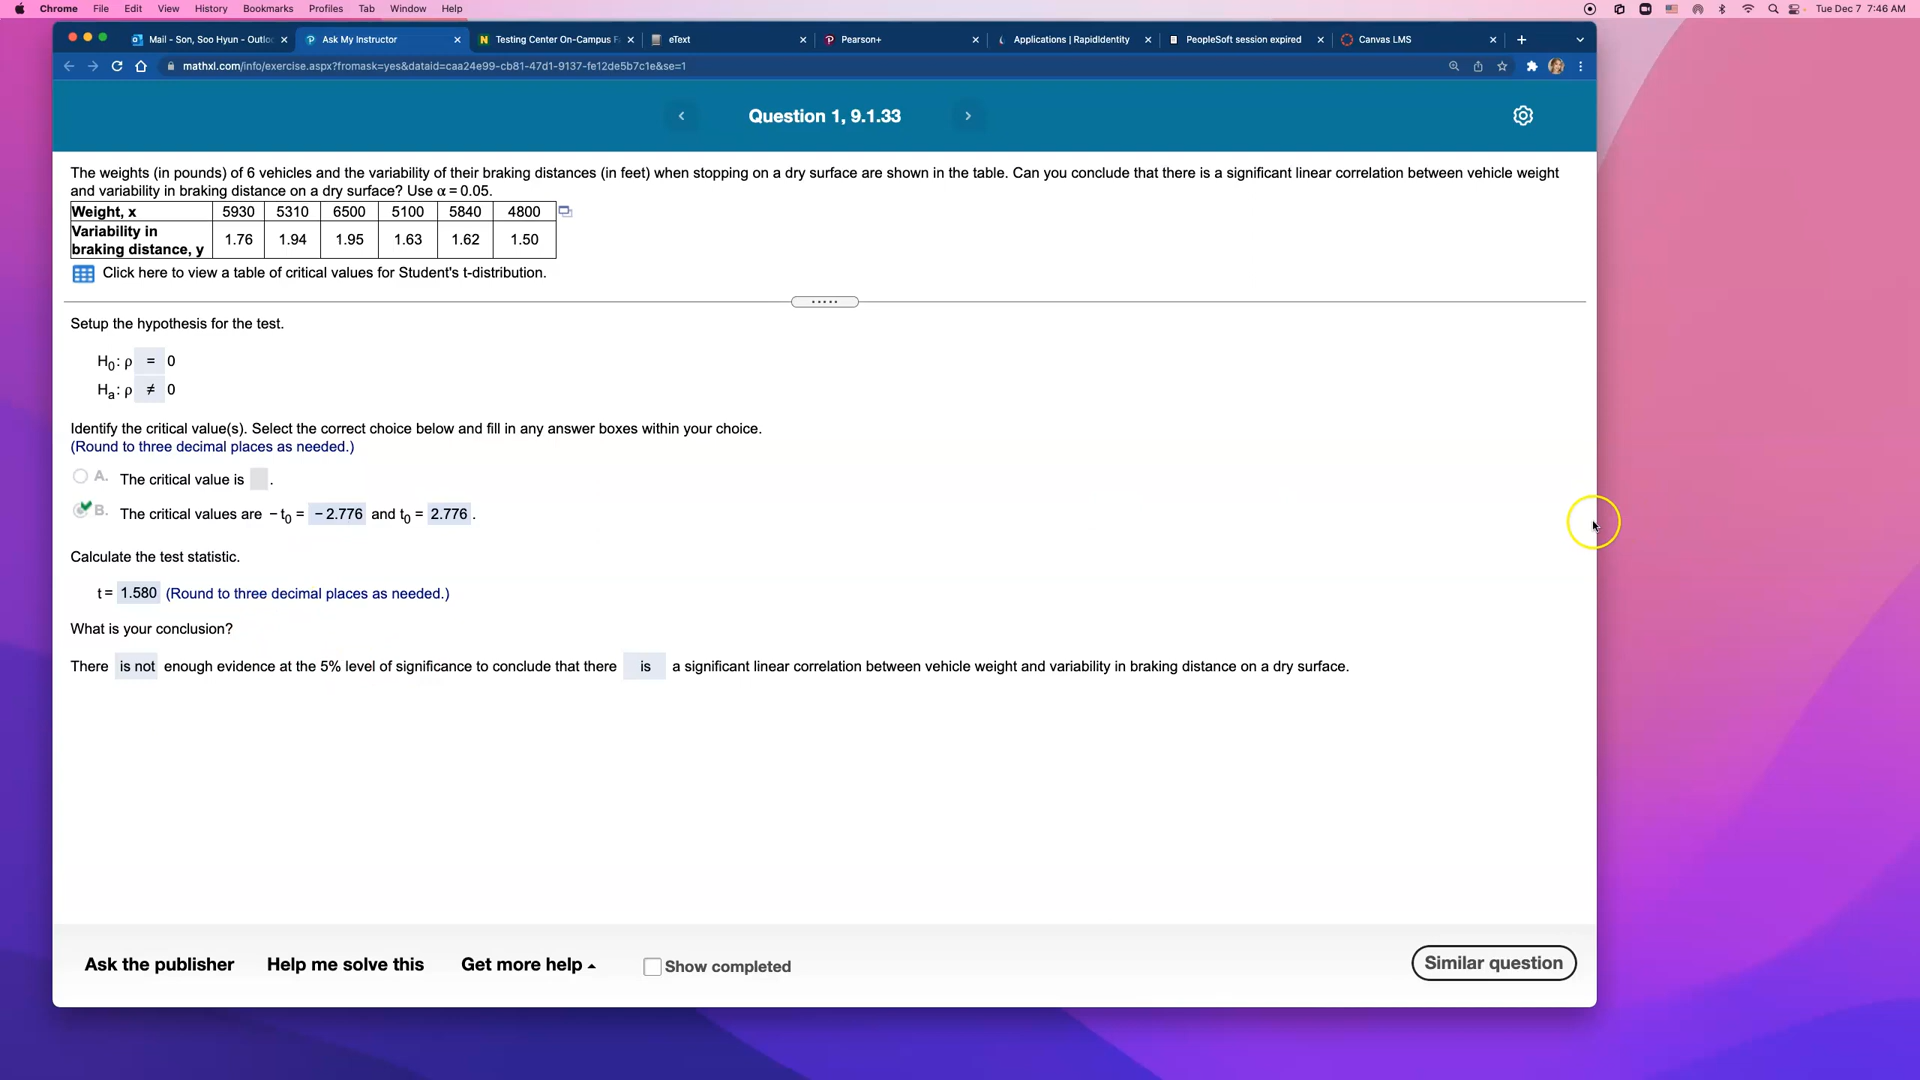 Chrome File Edit View History Bookmarks Profiles Tab Window Help Tue Dec 7 7:46 AM
Mail - Son, Soo Hyun - Outlo Ask My Instructor Testing Center On-Campus F eText Pearson+ Applications | RapidIdentity PeopleSoft session expired Canvas LMS
mathxl.com/info/exercise.aspx?fromask=yes&dataid=caa24e99-cb81-47d1-9137-fe12de5b7c1e&se=1
Question 1, 9.1.33
The weights (in pounds) of 6 vehicles and the variability of their braking distances (in feet) when stopping on a dry surface are shown in the table. Can you conclude that there is a significant linear correlation between vehicle weight
and variability in braking distance on a dry surface? Use α = 0.05.
Weight, x 5930 5310 6500 5100 5840 4800
Variability in
braking distance, y 1.76 1.94 1.95 1.63 1.62 1.50
Click here to view a table of critical values for Student's t-distribution.
Setup the hypothesis for the test.
H0: ρ = 0
Ha: ρ ≠ 0
Identify the critical value(s). Select the correct choice below and fill in any answer boxes within your choice.
(Round to three decimal places as needed.)
A. The critical value is .
B. The critical values are − t0 = − 2.776 and t0 = 2.776 .
Calculate the test statistic.
t = 1.580 (Round to three decimal places as needed.)
What is your conclusion?
There is not enough evidence at the 5% level of significance to conclude that there is a significant linear correlation between vehicle weight and variability in braking distance on a dry surface.
Ask the publisher Help me solve this Get more help Show completed Similar question